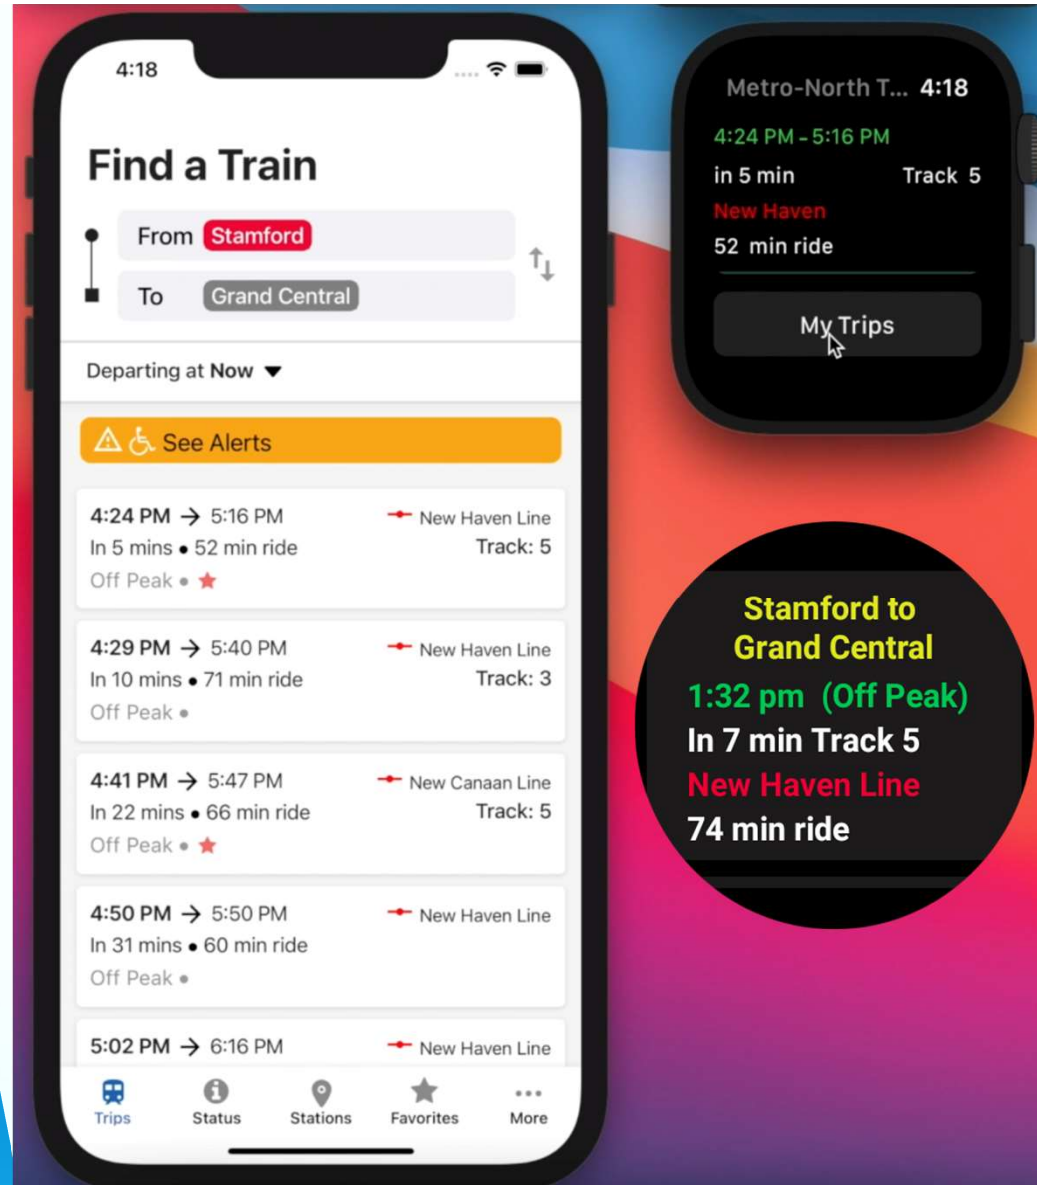 4:18
Find a Train
From Stamford
To Grand Central
Departing at Now
See Alerts
4:24 PM → 5:16 PM New Haven Line
In 5 mins • 52 min ride Track: 5
Off Peak •
4:29 PM → 5:40 PM New Haven Line
In 10 mins • 71 min ride Track: 3
Off Peak •
4:41 PM → 5:47 PM New Canaan Line
In 22 mins • 66 min ride Track: 5
Off Peak •
4:50 PM → 5:50 PM New Haven Line
In 31 mins • 60 min ride
Off Peak •
5:02 PM → 6:16 PM New Haven Line
Trips Status Stations Favorites More
Metro-North T... 4:18
4:24 PM - 5:16 PM
in 5 min Track 5
New Haven
52 min ride
My Trips
Stamford to
Grand Central
1:32 pm (Off Peak)
In 7 min Track 5
New Haven Line
74 min ride